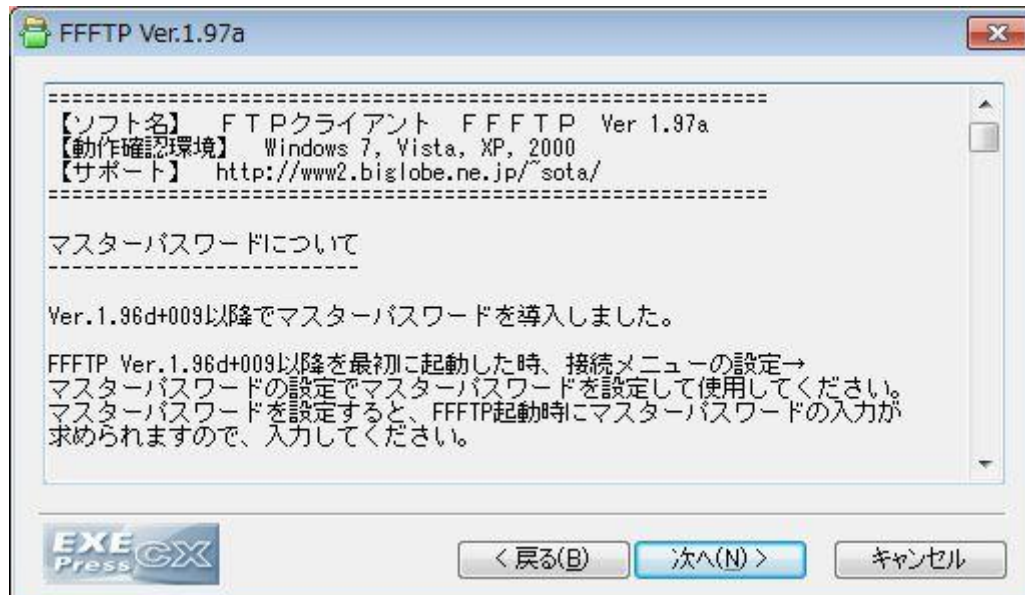 FFFTP Ver.1.97a
============================================================
【ソフト名】　ＦＴＰクライアント　ＦＦＦＴＰ　Ver 1.97a
【動作確認環境】　Windows 7, Vista, XP, 2000
【サポート】　http://www2.biglobe.ne.jp/~sota/
============================================================
マスターパスワードについて
--------------------------
Ver.1.96d+009以降でマスターパスワードを導入しました。
FFFTP Ver.1.96d+009以降を最初に起動した時、接続メニューの設定→
マスターパスワードの設定でマスターパスワードを設定して使用してください。
マスターパスワードを設定すると、FFFTP起動時にマスターパスワードの入力が
求められますので、入力してください。
EXE Press CX
< 戻る(B)　次へ(N) >　キャンセル